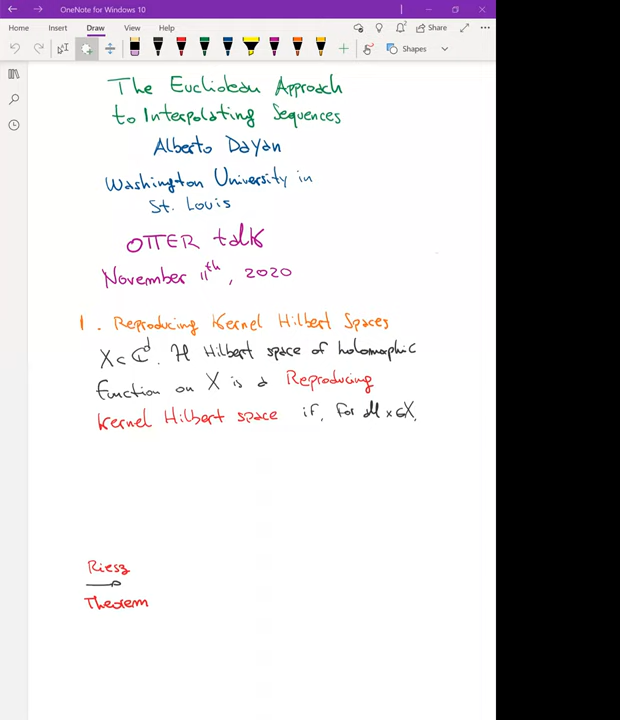 OneNote for Windows 10
Home Insert Draw View Help Share
Shapes
The Euclidean Approach
to Interpolating Sequences
Alberto Dayan
Washington University in
St. Louis
OTTER talk
November 11th, 2020
1. Reproducing Kernel Hilbert Spaces
X ⊂ ℂ^d. H Hilbert space of holomorphic
function on X is a Reproducing
Kernel Hilbert space if, for all x ∈ X,
Riesz
Theorem